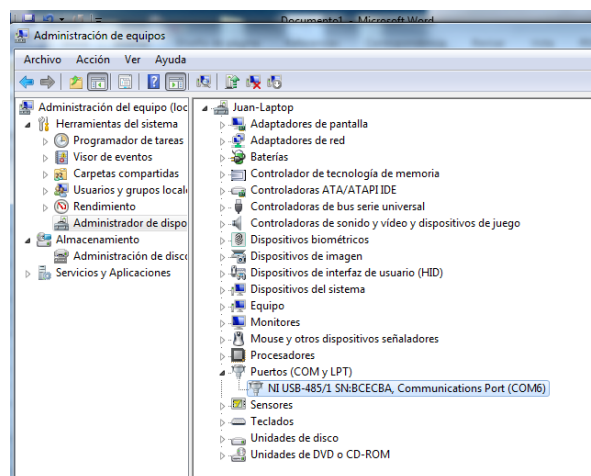 Documento1 - Microsoft Word
Administración de equipos
Archivo Acción Ver Ayuda
Administración del equipo (loc
Herramientas del sistema
Programador de tareas
Visor de eventos
Carpetas compartidas
Usuarios y grupos local
Rendimiento
Administrador de dispo
Almacenamiento
Administración de disco
Servicios y Aplicaciones
Juan-Laptop
Adaptadores de pantalla
Adaptadores de red
Baterías
Controlador de tecnología de memoria
Controladoras ATA/ATAPI IDE
Controladoras de bus serie universal
Controladoras de sonido y vídeo y dispositivos de juego
Dispositivos biométricos
Dispositivos de imagen
Dispositivos de interfaz de usuario (HID)
Dispositivos del sistema
Equipo
Monitores
Mouse y otros dispositivos señaladores
Procesadores
Puertos (COM y LPT)
NI USB-485/1 SN:BCECBA, Communications Port (COM6)
Sensores
Teclados
Unidades de disco
Unidades de DVD o CD-ROM